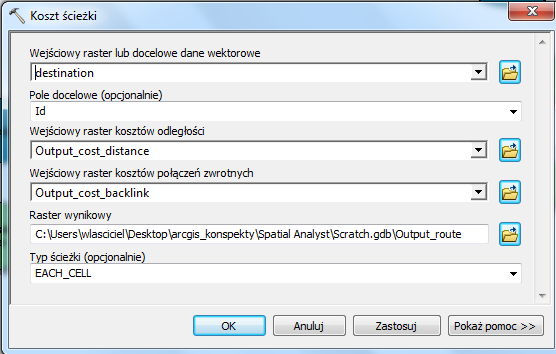 Koszt ścieżki
Wejściowy raster lub docelowe dane wektorowe
destination
Pole docelowe (opcjonalnie)
Id
Wejściowy raster kosztów odległości
Output_cost_distance
Wejściowy raster kosztów połączeń zwrotnych
Output_cost_backlink
Raster wynikowy
C:\Users\wlasciciel\Desktop\arcgis_konspekty\Spatial Analyst\Scratch.gdb\Output_route
Typ ścieżki (opcjonalnie)
EACH_CELL
OK Anuluj Zastosuj Pokaż pomoc >>